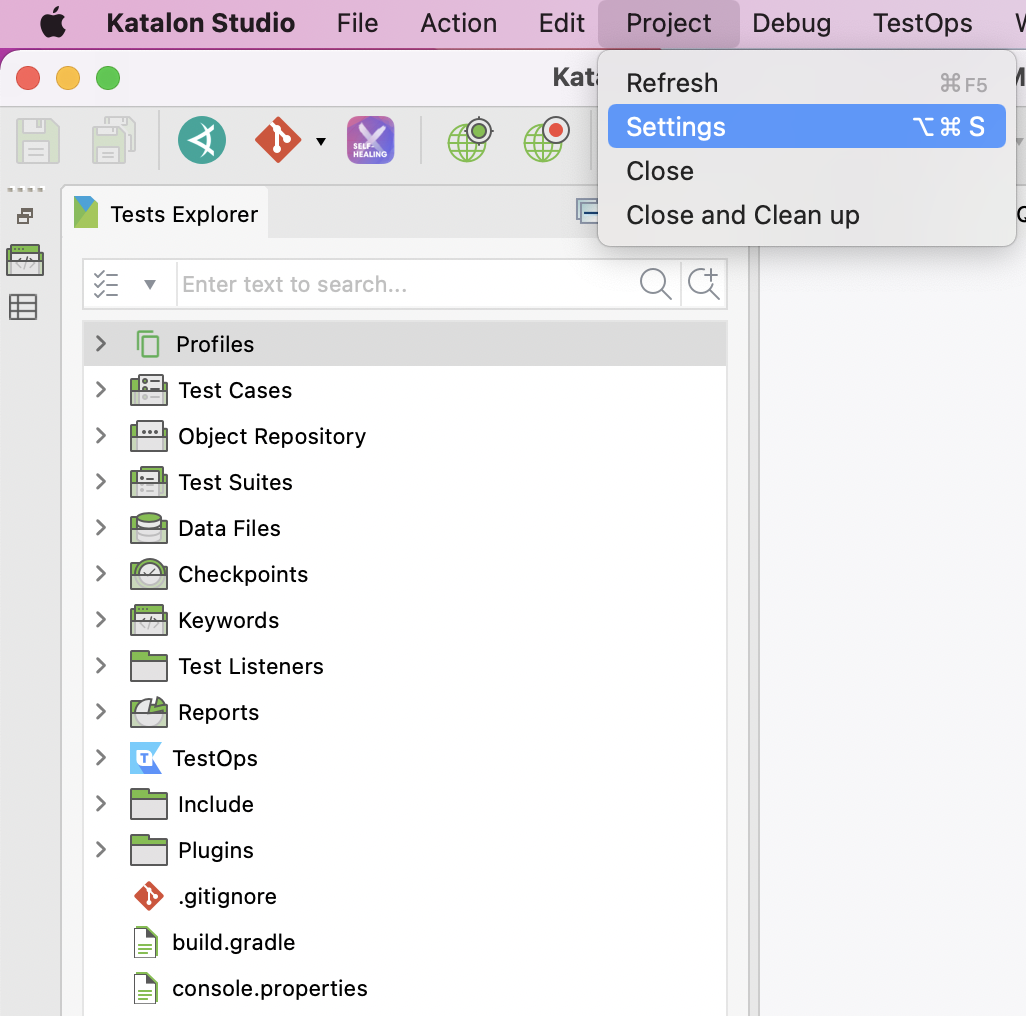 Katalon Studio File Action Edit Project Debug TestOps
Refresh ⌘F5
Settings ⌥⌘S
Close
Close and Clean up
SELF-
HEALING
Tests Explorer
Enter text to search...
Profiles
Test Cases
Object Repository
Test Suites
Data Files
Checkpoints
Keywords
Test Listeners
Reports
TestOps
Include
Plugins
.gitignore
build.gradle
console.properties